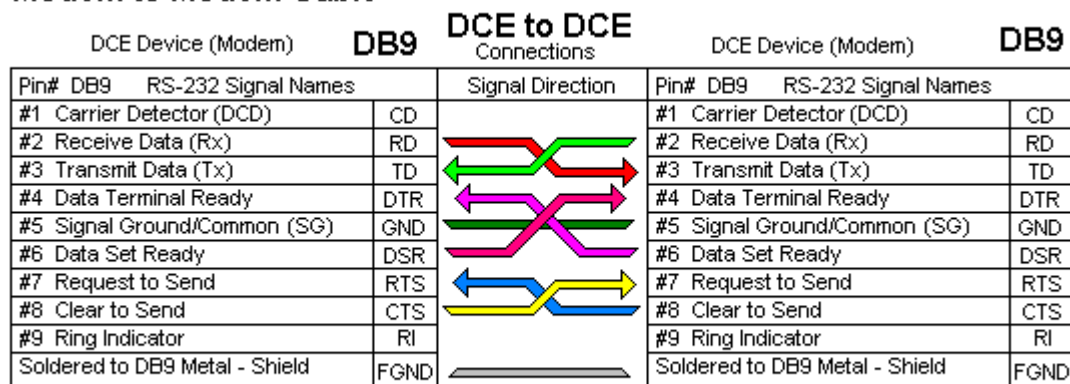 DCE Device (Modem) DB9 DCE to DCE Connections DCE Device (Modem) DB9
Pin# DB9 RS-232 Signal Names Signal Direction Pin# DB9 RS-232 Signal Names
#1 Carrier Detector (DCD) CD #1 Carrier Detector (DCD) CD
#2 Receive Data (Rx) RD #2 Receive Data (Rx) RD
#3 Transmit Data (Tx) TD #3 Transmit Data (Tx) TD
#4 Data Terminal Ready DTR #4 Data Terminal Ready DTR
#5 Signal Ground/Common (SG) GND #5 Signal Ground/Common (SG) GND
#6 Data Set Ready DSR #6 Data Set Ready DSR
#7 Request to Send RTS #7 Request to Send RTS
#8 Clear to Send CTS #8 Clear to Send CTS
#9 Ring Indicator RI #9 Ring Indicator RI
Soldered to DB9 Metal - Shield FGND Soldered to DB9 Metal - Shield FGND